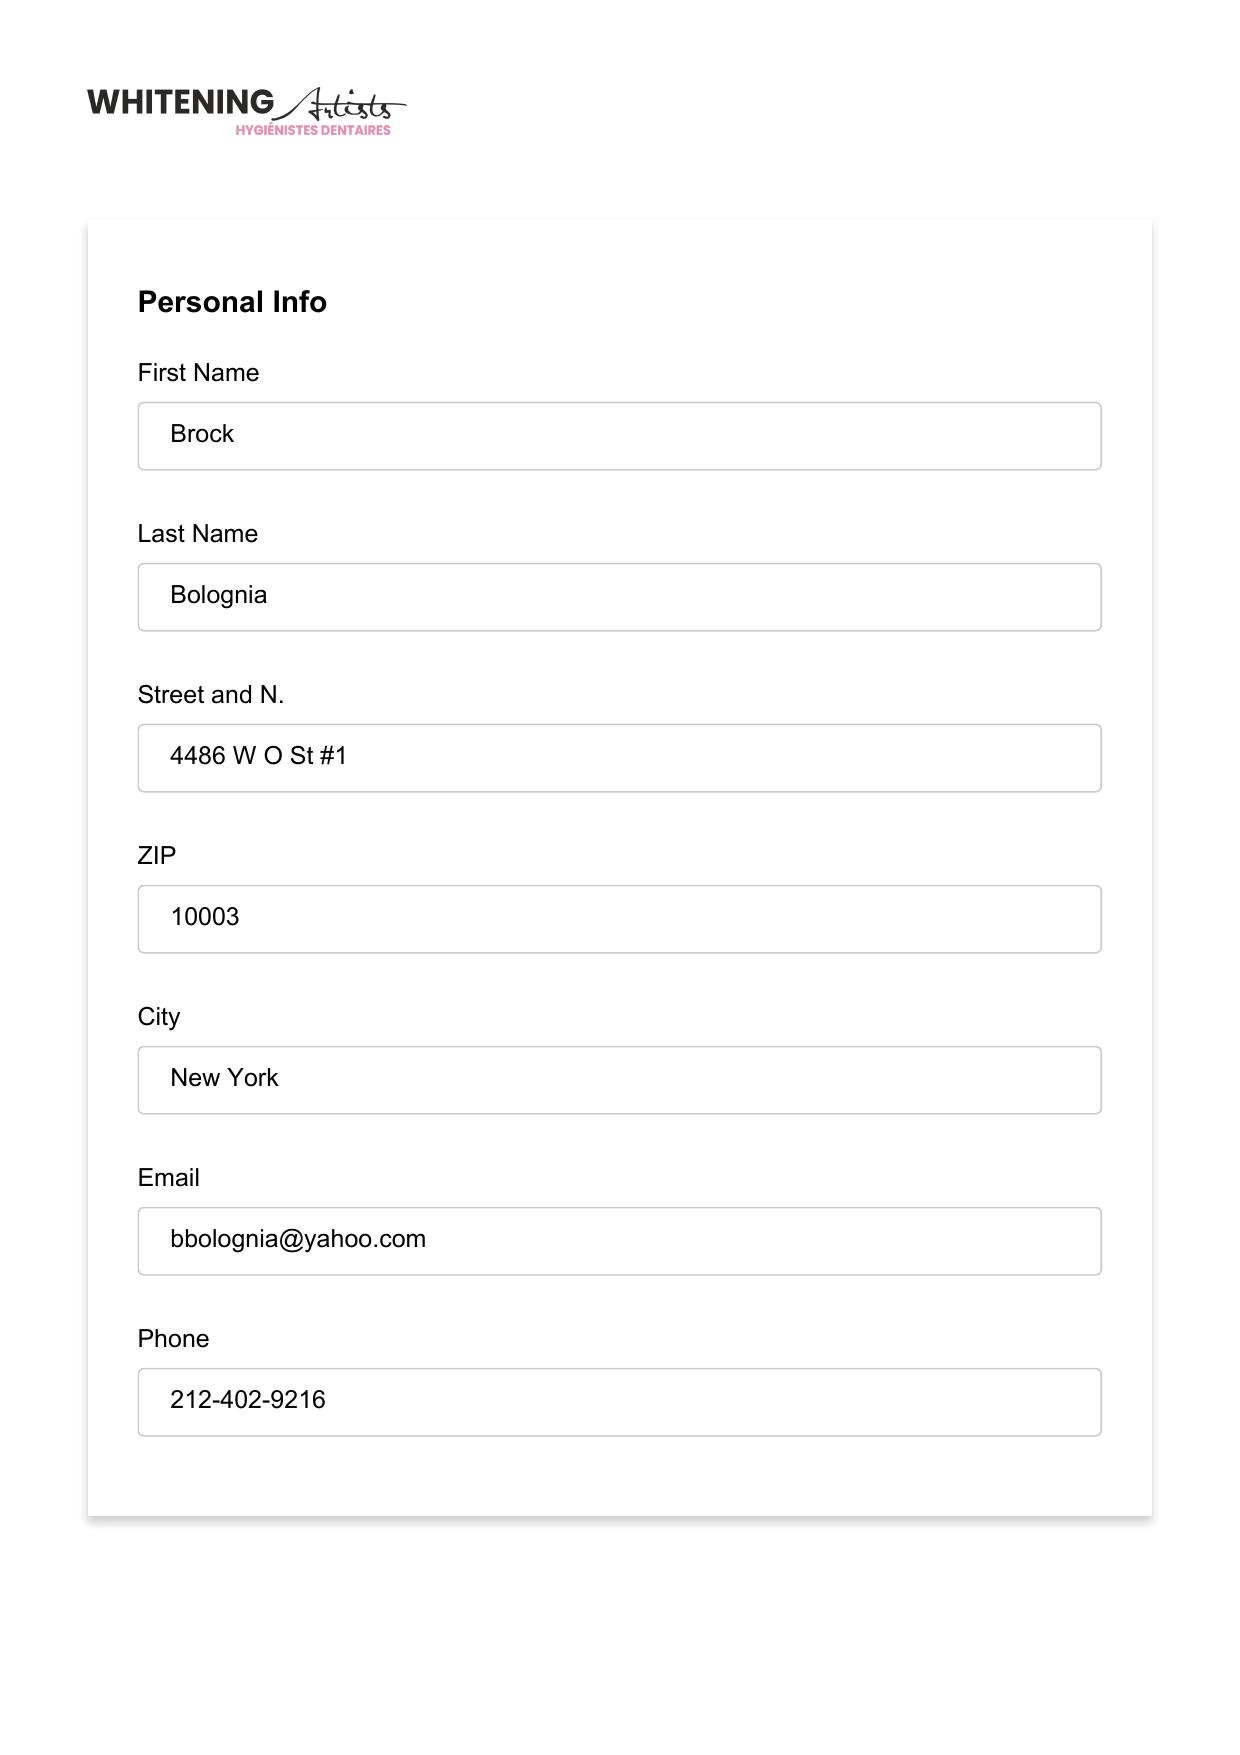 WHITENING Artists
HYGIÉNISTES DENTAIRES
Personal Info
First Name
Brock
Last Name
Bolognia
Street and N.
4486 W O St #1
ZIP
10003
City
New York
Email
bbolognia@yahoo.com
Phone
212-402-9216